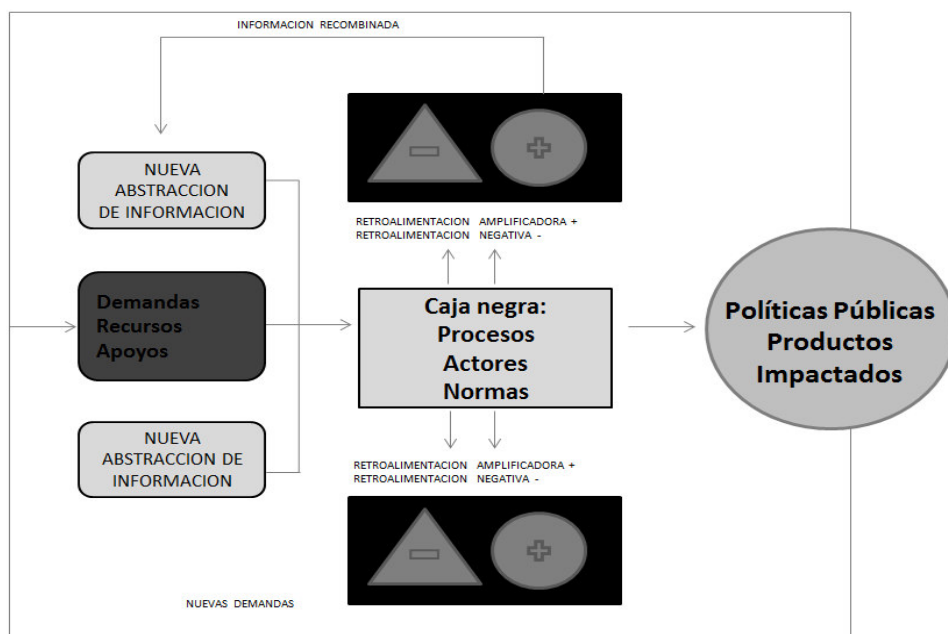 INFORMACION RECOMBINADA
NUEVA
ABSTRACCION
DE INFORMACION
RETROALIMENTACION AMPLIFICADORA +
RETROALIMENTACION NEGATIVA -
Demandas
Recursos
Apoyos
Caja negra:
Procesos
Actores
Normas
Políticas Públicas
Productos
Impactados
NUEVA
ABSTRACCION DE
INFORMACION
RETROALIMENTACION AMPLIFICADORA +
RETROALIMENTACION NEGATIVA -
NUEVAS DEMANDAS